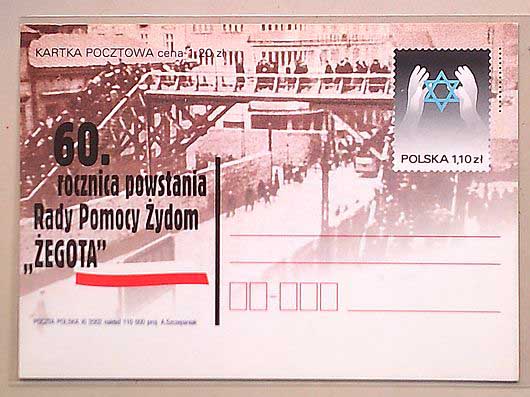 KARTKA POCZTOWA cena-1,20 zł
POLSKA 1,10 zł
60.
rocznica powstania
Rady Pomocy Żydom
„ŻEGOTA”
POCZTA POLSKA XI 2002 nakład 110 000 proj. A.Szczepaniak